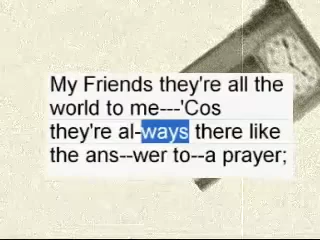 My Friends they're all the
world to me---'Cos
they're al-ways there like
the ans--wer to--a prayer;